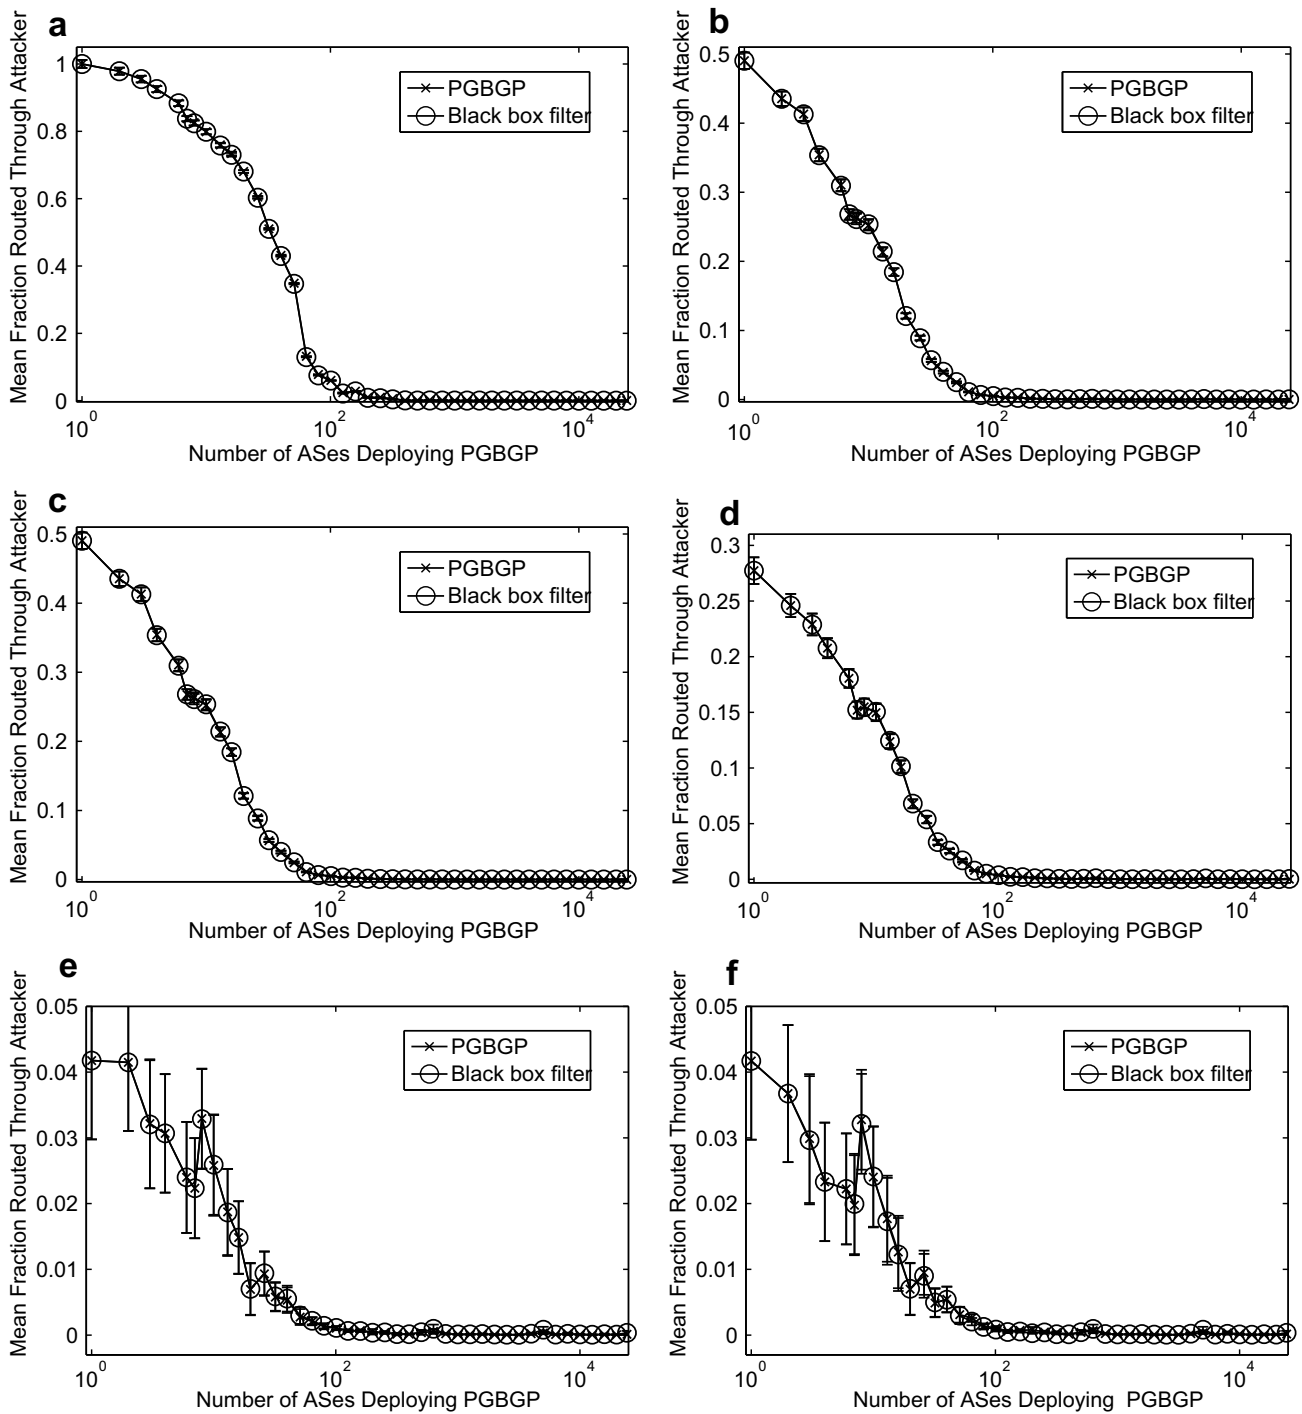 a
Mean Fraction Routed Through Attacker
1
0.8
0.6
0.4
0.2
0
10^0
10^2
10^4
Number of ASes Deploying PGBGP
PGBGP
Black box filter
b
Mean Fraction Routed Through Attacker
0.5
0.4
0.3
0.2
0.1
0
10^0
10^2
10^4
Number of ASes Deploying PGBGP
PGBGP
Black box filter
c
Mean Fraction Routed Through Attacker
0.5
0.4
0.3
0.2
0.1
0
10^0
10^2
10^4
Number of ASes Deploying PGBGP
PGBGP
Black box filter
d
Mean Fraction Routed Through Attacker
0.3
0.25
0.2
0.15
0.1
0.05
0
10^0
10^2
10^4
Number of ASes Deploying PGBGP
PGBGP
Black box filter
e
Mean Fraction Routed Through Attacker
0.05
0.04
0.03
0.02
0.01
0
10^0
10^2
10^4
Number of ASes Deploying PGBGP
PGBGP
Black box filter
f
Mean Fraction Routed Through Attacker
0.05
0.04
0.03
0.02
0.01
0
10^0
10^2
10^4
Number of ASes Deploying PGBGP
PGBGP
Black box filter